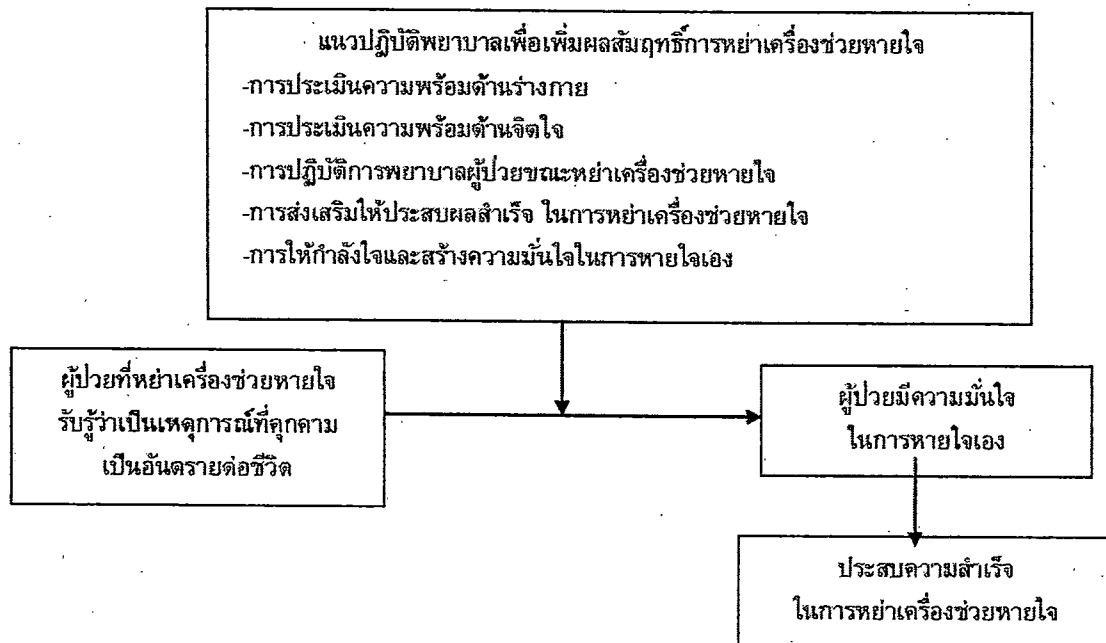 แนวปฏิบัติพยาบาลเพื่อเพิ่มผลสัมฤทธิ์การหย่าเครื่องช่วยหายใจ
-การประเมินความพร้อมด้านร่างกาย
-การประเมินความพร้อมด้านจิตใจ
-การปฏิบัติการพยาบาลผู้ป่วยขณะหย่าเครื่องช่วยหายใจ
-การส่งเสริมให้ประสบผลสำเร็จ ในการหย่าเครื่องช่วยหายใจ
-การให้กำลังใจและสร้างความมั่นใจในการหายใจเอง
ผู้ป่วยที่หย่าเครื่องช่วยหายใจ
รับรู้ว่าเป็นเหตุการณ์ที่คุกคาม
เป็นอันตรายต่อชีวิต
ผู้ป่วยมีความมั่นใจ
ในการหายใจเอง
ประสบความสำเร็จ
ในการหย่าเครื่องช่วยหายใจ